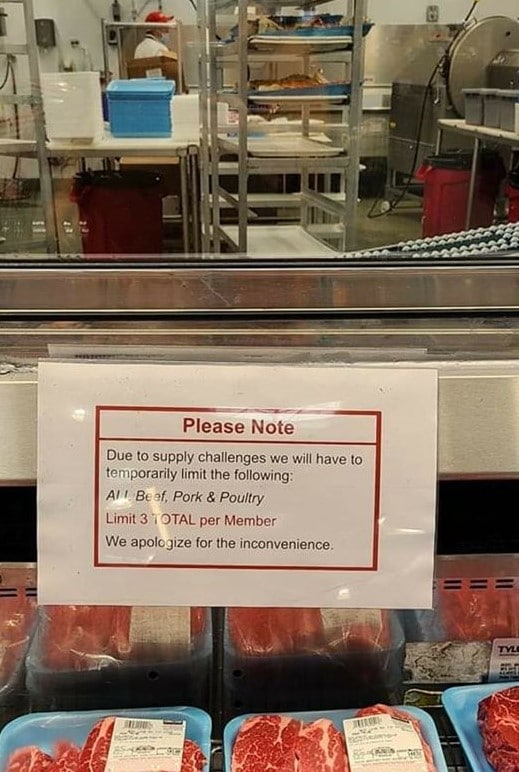 Please Note
Due to supply challenges we will have to
temporarily limit the following:
ALL Beef, Pork & Poultry
Limit 3 TOTAL per Member
We apologize for the inconvenience.